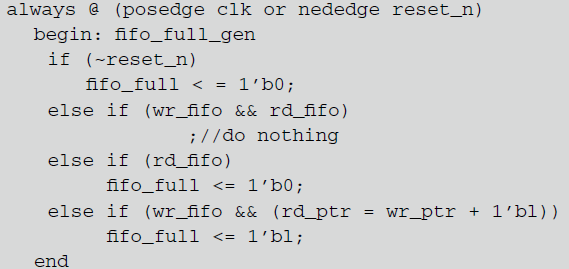 always @ (posedge clk or nededge reset_n)
begin: fifo_full_gen
if (~reset_n)
fifo_full < = 1'b0;
else if (wr_fifo && rd_fifo)
;//do nothing
else if (rd_fifo)
fifo_full <= 1'b0;
else if (wr_fifo && (rd_ptr = wr_ptr + 1'bl))
fifo_full <= 1'bl;
end